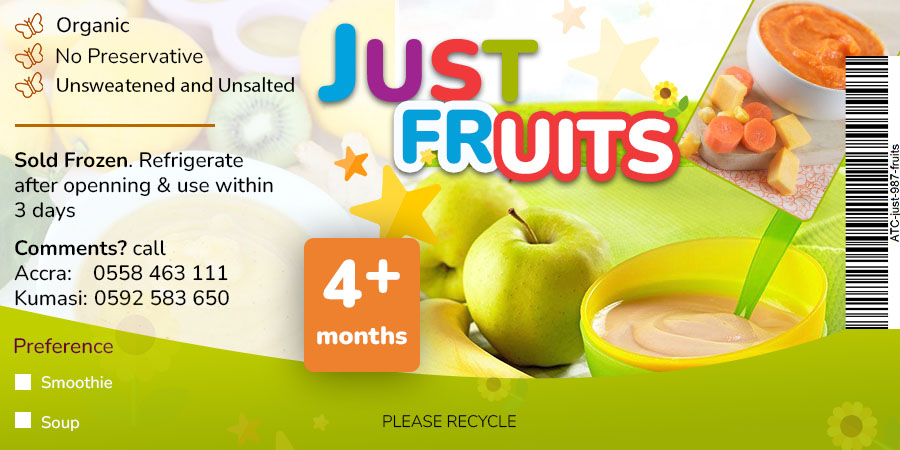 Organic
No Preservative
Unsweatened and Unsalted
Sold Frozen. Refrigerate
after openning & use within
3 days
Comments? call
Accra: 0558 463 111
Kumasi: 0592 583 650
Preference
Smoothie
Soup
JUST
FRUITS
4+
months
PLEASE RECYCLE
ATC-just-987-fruits